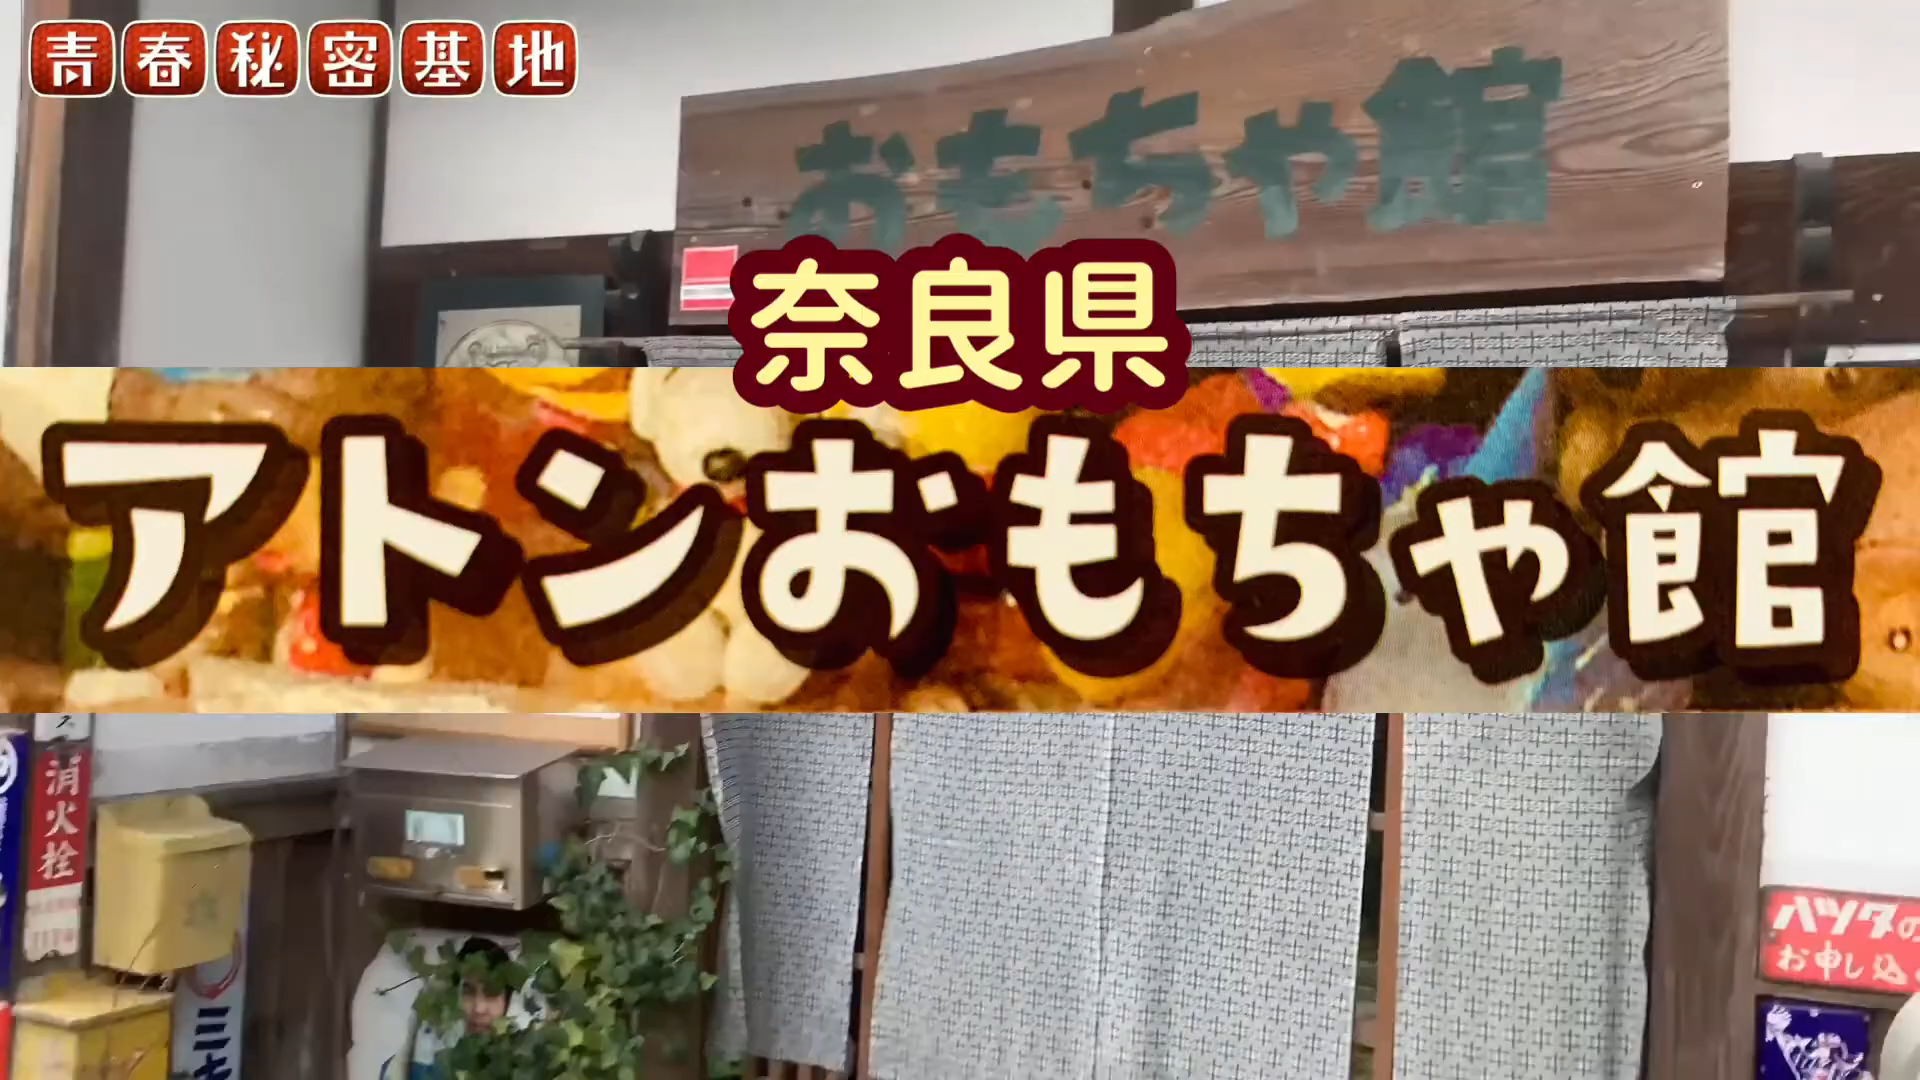 青春秘密基地
おもちゃ館
奈良県
アトンおもちゃ館
消火栓
ハツタの
お申し込